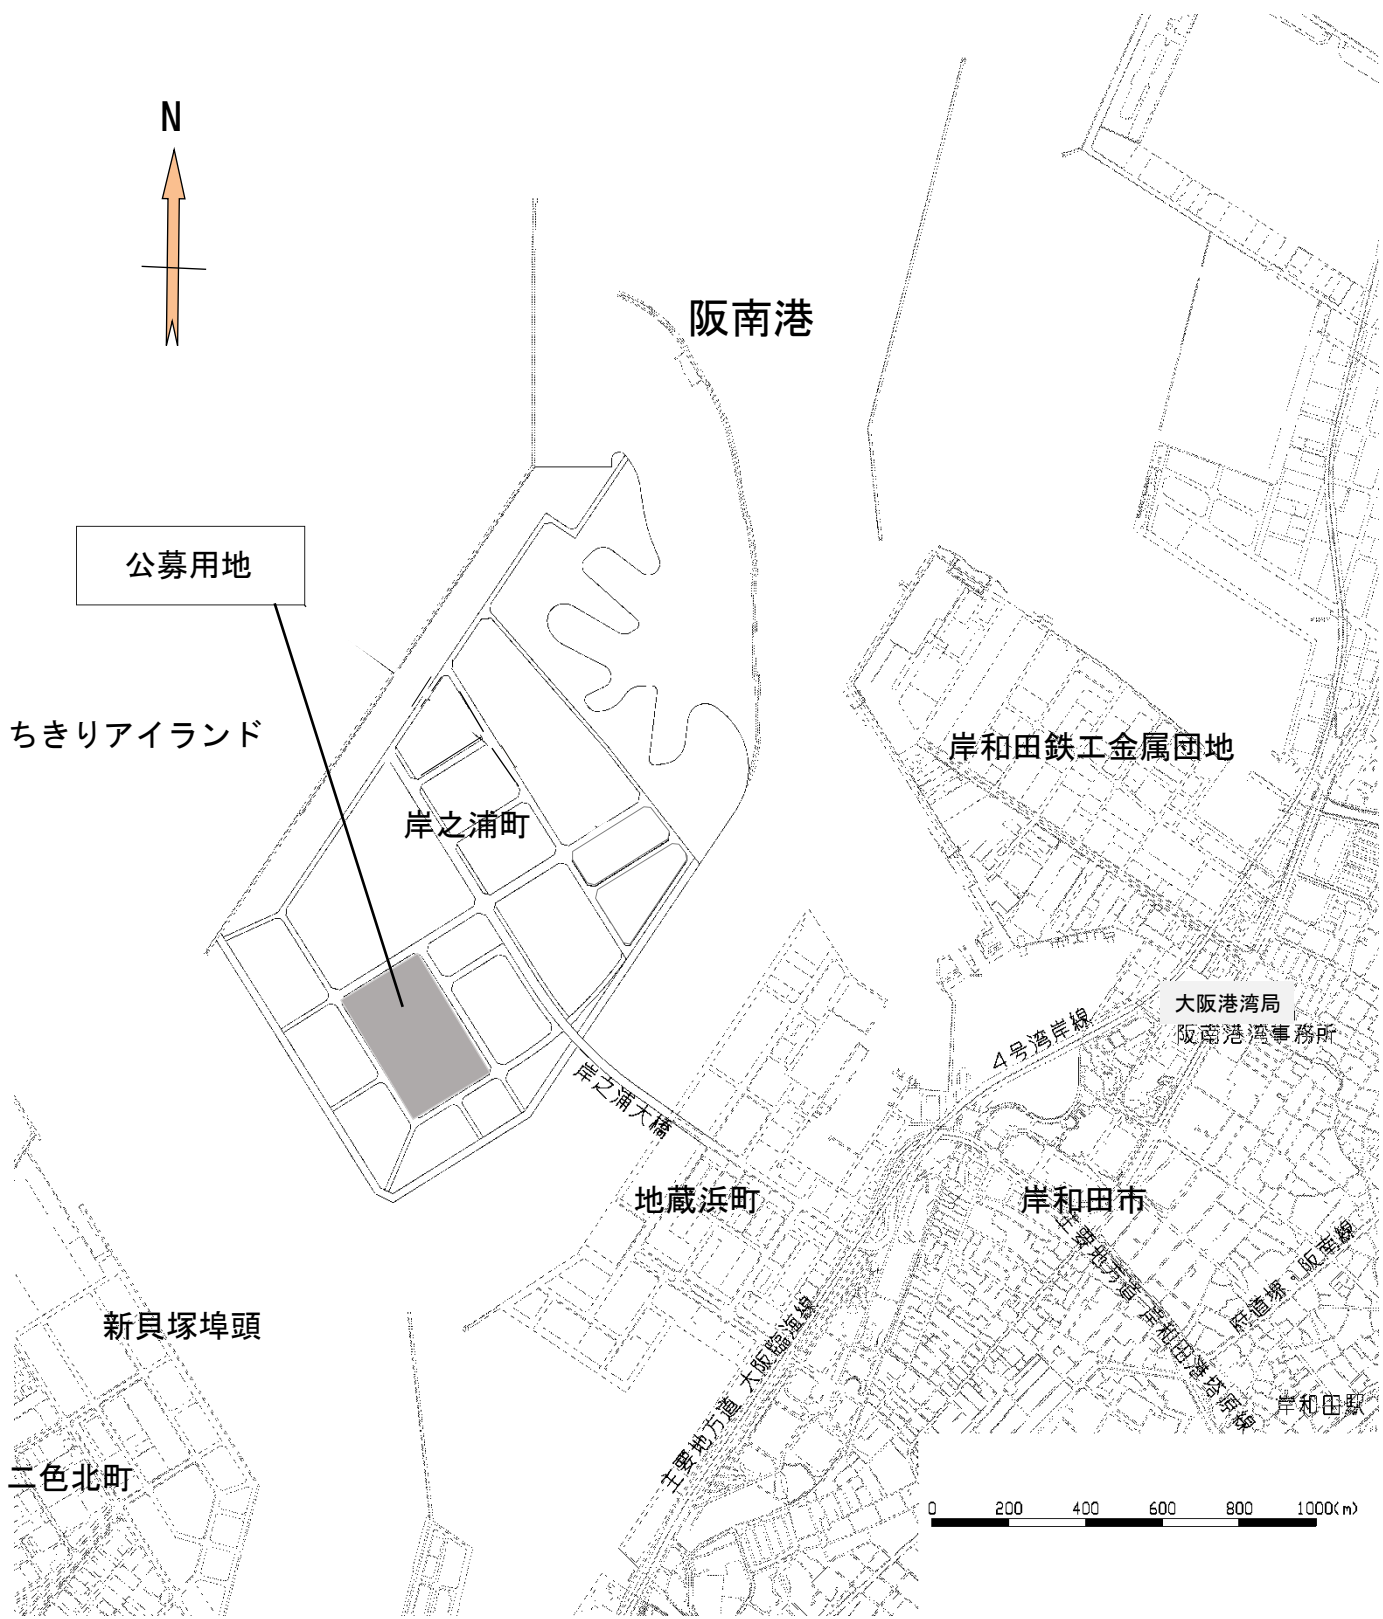 N
阪南港
公募用地
ちきりアイランド
岸和田鉄工金属団地
岸之浦町
大阪港湾局
阪南港湾事務所
4号湾岸線
岸之浦大橋
地蔵浜町
岸和田市
主要地方道 岸和田港塔原線
府道堺・阪南線
新貝塚埠頭
主要地方道 大阪臨海線
岸和田駅
二色北町
0 200 400 600 800 1000(m)